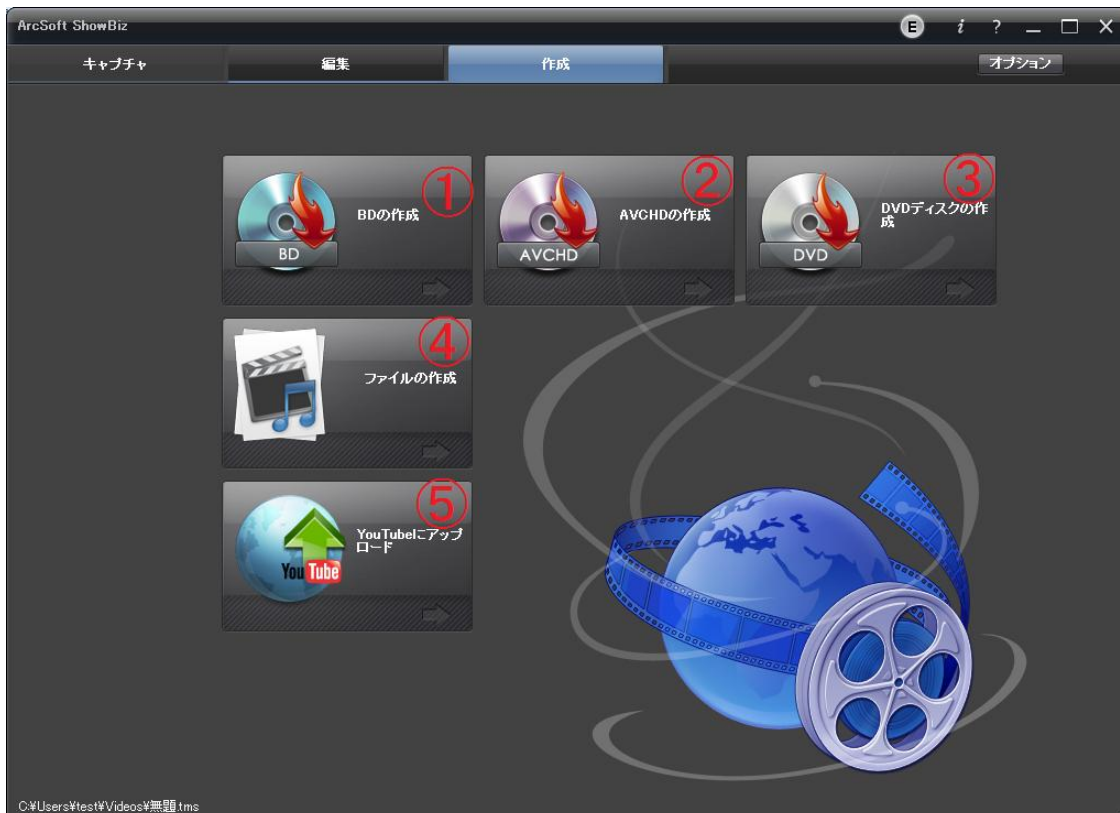 ArcSoft ShowBiz
E i ?
キャプチャ 編集 作成 オプション
①
BDの作成
BD
②
AVCHDの作成
AVCHD
③
DVDディスクの作
成
DVD
④
ファイルの作成
⑤
YouTubeにアップ
ロード
You Tube
C:¥Users¥test¥Videos¥無題.tms